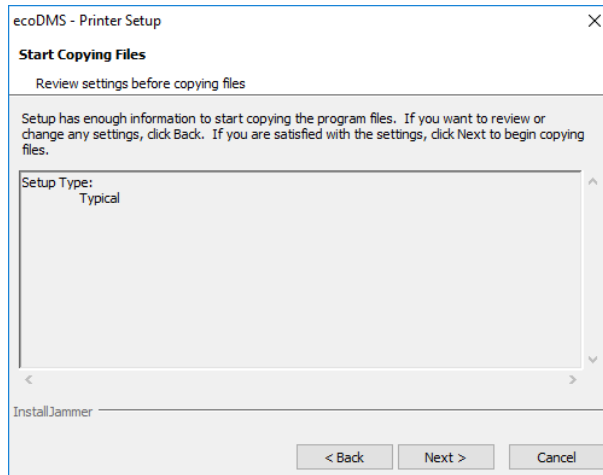 ecoDMS - Printer Setup
Start Copying Files
Review settings before copying files
Setup has enough information to start copying the program files. If you want to review or
change any settings, click Back. If you are satisfied with the settings, click Next to begin copying
files.
Setup Type:
Typical
InstallJammer
< Back Next > Cancel